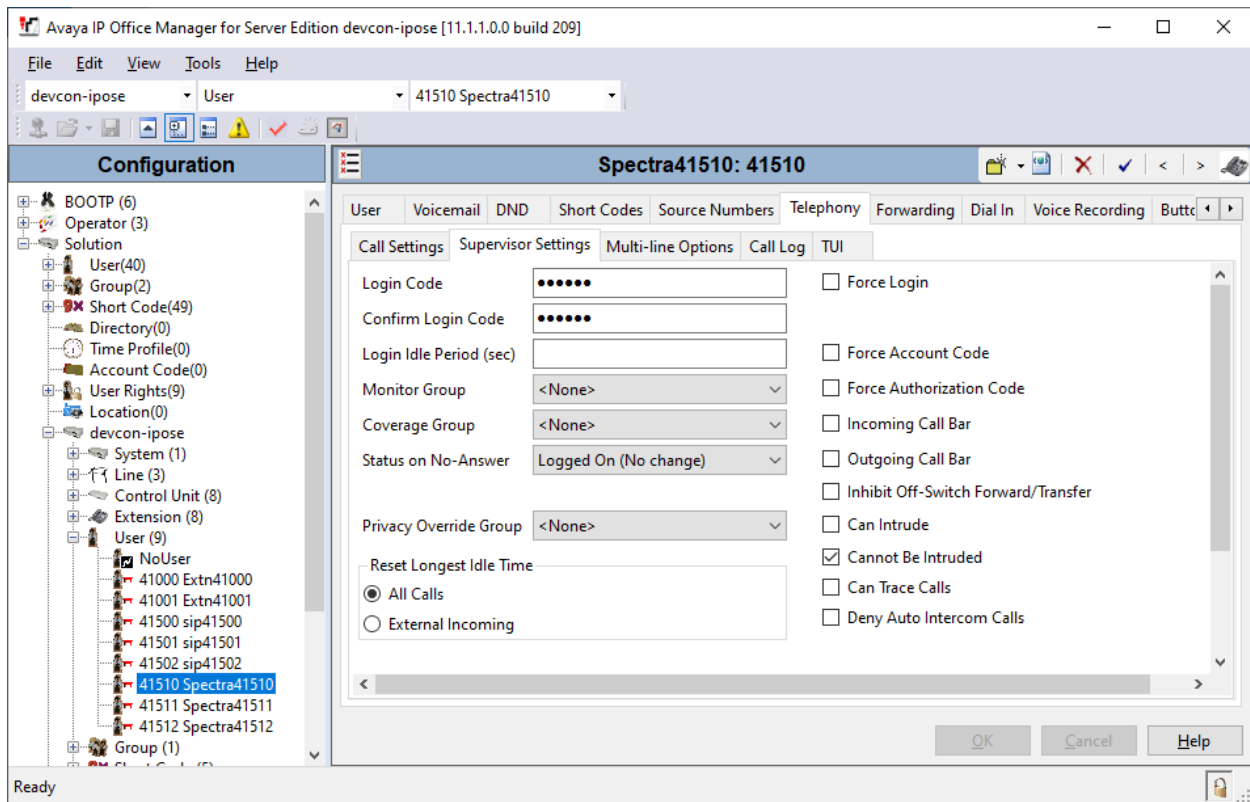 Avaya IP Office Manager for Server Edition devcon-ipose [11.1.1.0.0 build 209]
File Edit View Tools Help
devcon-ipose User 41510 Spectra41510
Configuration
BOOTP (6)
Operator (3)
Solution
User(40)
Group(2)
Short Code(49)
Directory(0)
Time Profile(0)
Account Code(0)
User Rights(9)
Location(0)
devcon-ipose
System (1)
Line (3)
Control Unit (8)
Extension (8)
User (9)
NoUser
41000 Extn41000
41001 Extn41001
41500 sip41500
41501 sip41501
41502 sip41502
41510 Spectra41510
41511 Spectra41511
41512 Spectra41512
Group (1)
Spectra41510: 41510
User Voicemail DND Short Codes Source Numbers Telephony Forwarding Dial In Voice Recording
Call Settings Supervisor Settings Multi-line Options Call Log TUI
Login Code ●●●●●●
Confirm Login Code ●●●●●●
Login Idle Period (sec)
Monitor Group <None>
Coverage Group <None>
Status on No-Answer Logged On (No change)
Privacy Override Group <None>
Reset Longest Idle Time
All Calls
External Incoming
Force Login
Force Account Code
Force Authorization Code
Incoming Call Bar
Outgoing Call Bar
Inhibit Off-Switch Forward/Transfer
Can Intrude
Cannot Be Intruded
Can Trace Calls
Deny Auto Intercom Calls
OK Cancel Help
Ready